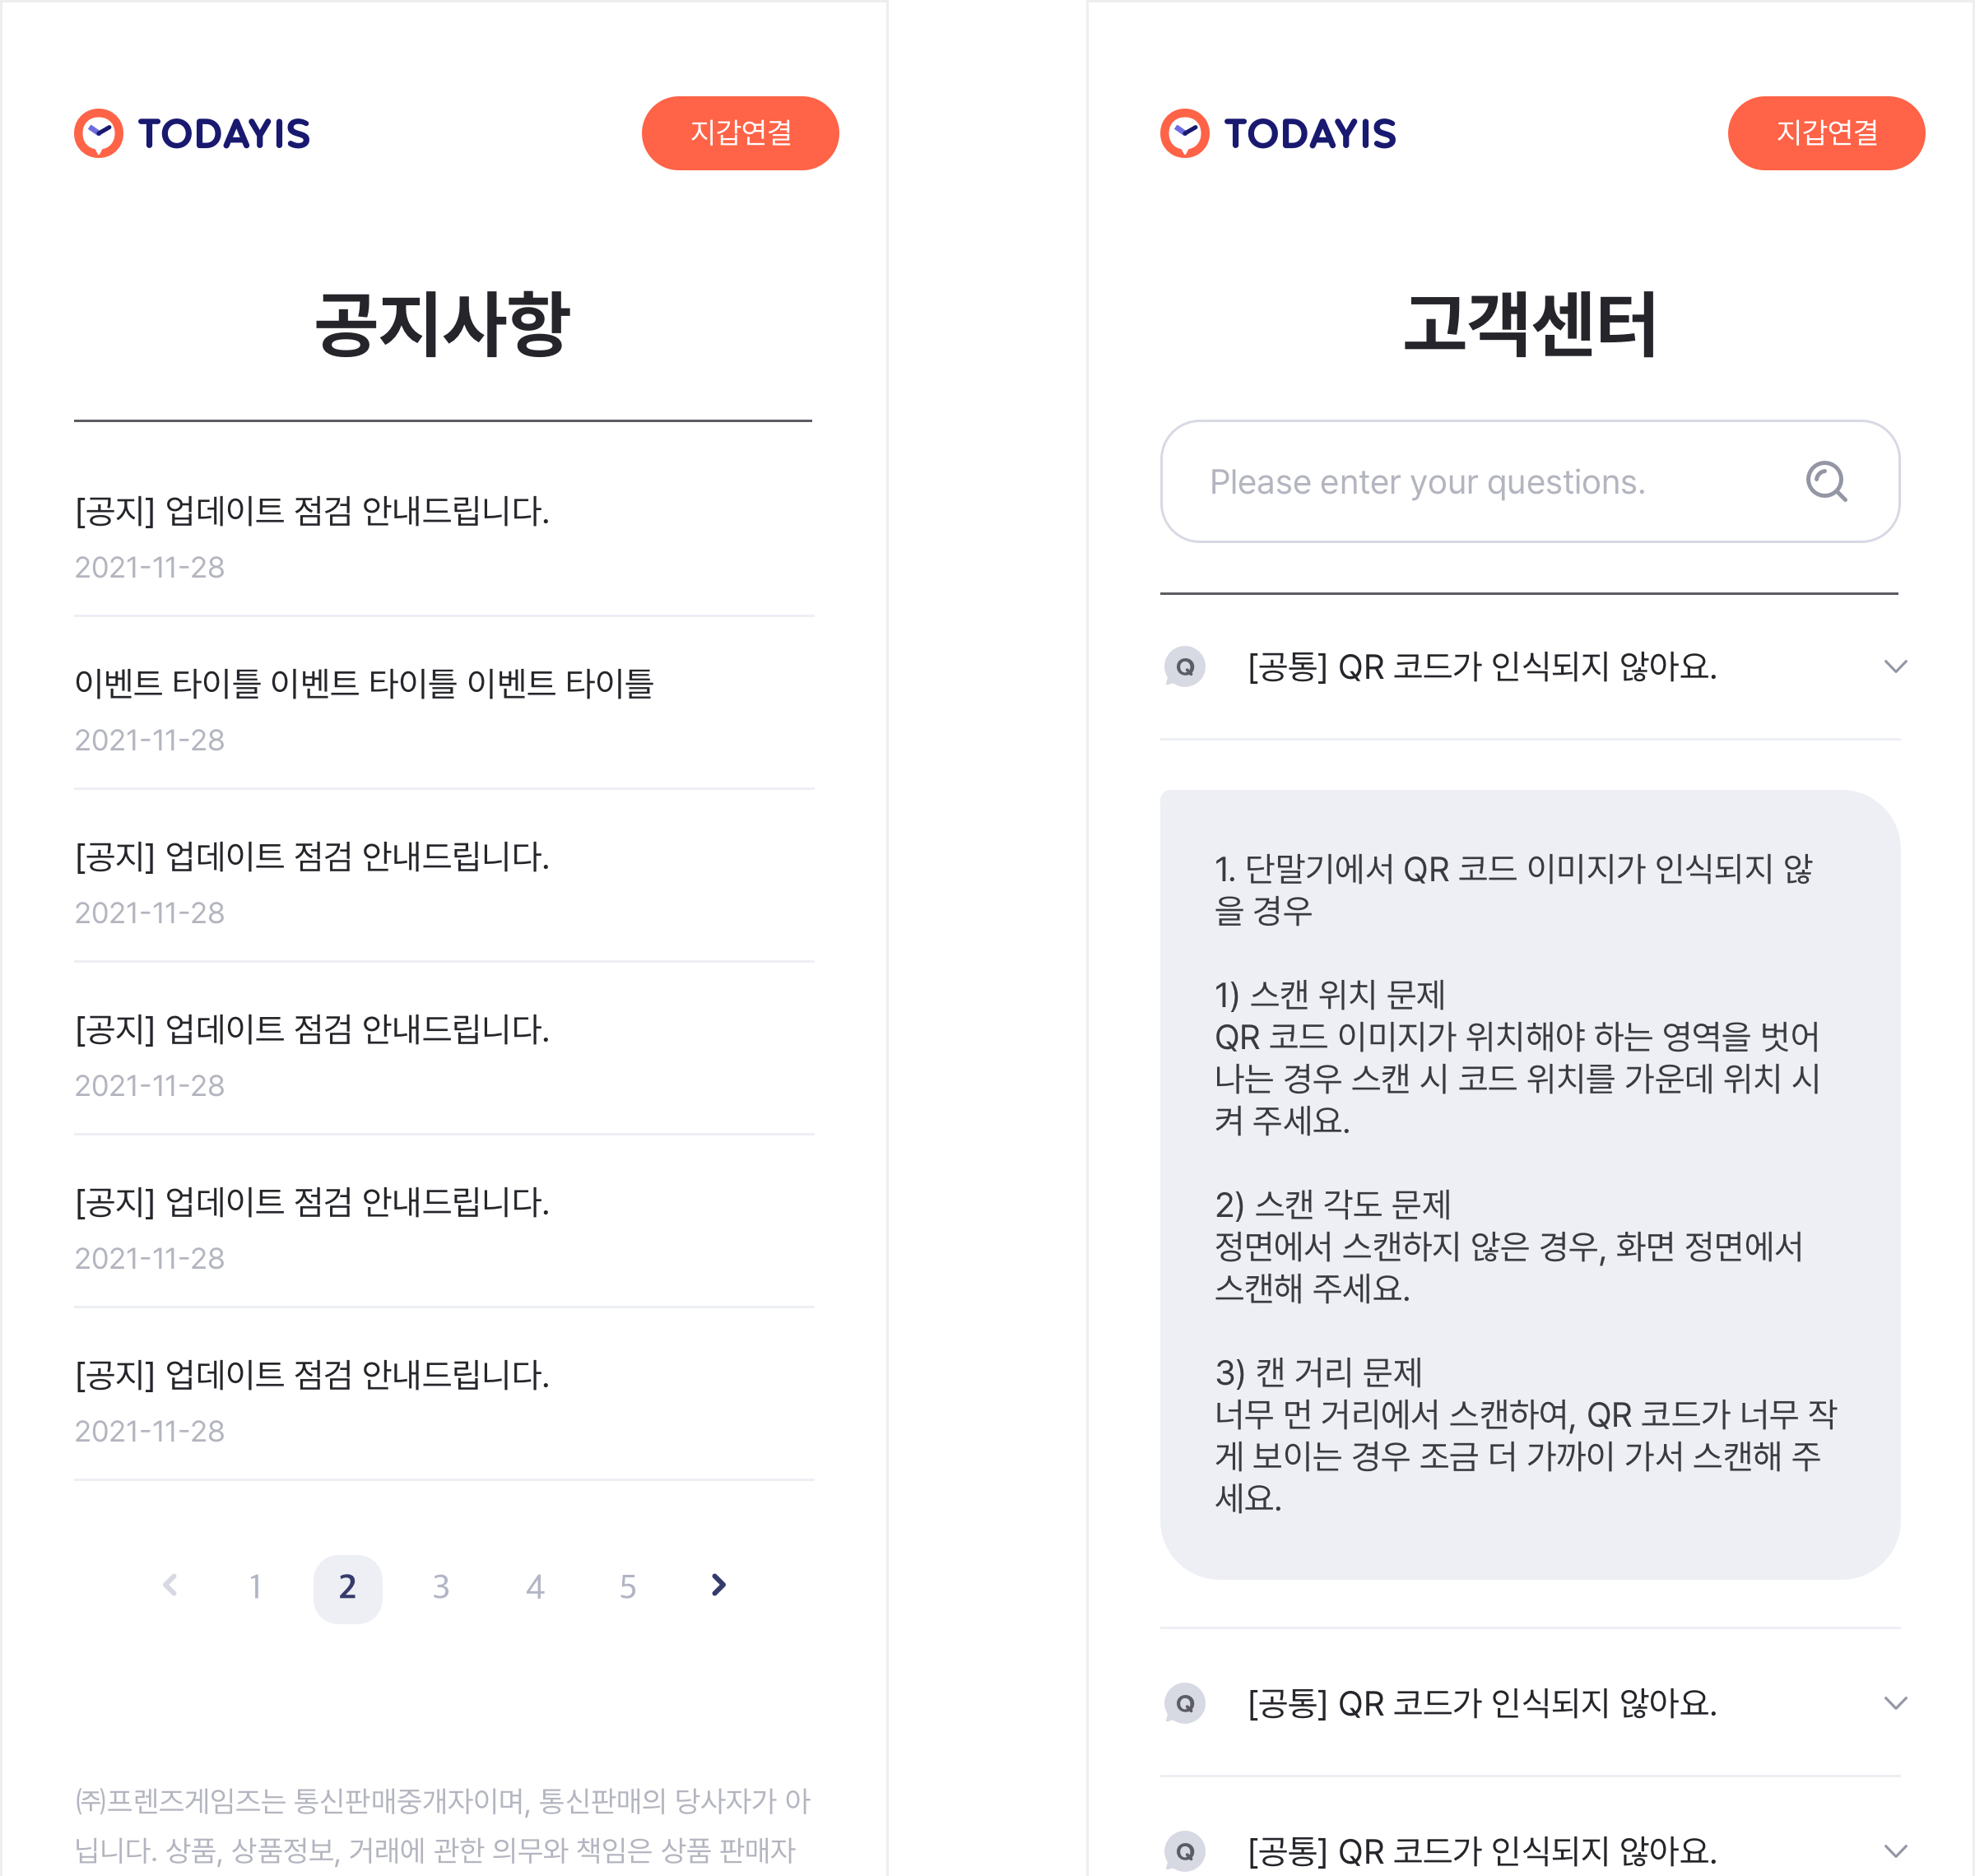 TODAYIS
지갑연결
공지사항
[공지] 업데이트 점검 안내드립니다.
2021-11-28
이벤트 타이틀 이벤트 타이틀 이벤트 타이틀
2021-11-28
[공지] 업데이트 점검 안내드립니다.
2021-11-28
[공지] 업데이트 점검 안내드립니다.
2021-11-28
[공지] 업데이트 점검 안내드립니다.
2021-11-28
[공지] 업데이트 점검 안내드립니다.
2021-11-28
1 2 3 4 5
㈜프렌즈게임즈는 통신판매중개자이며, 통신판매의 당사자가 아
닙니다. 상품, 상품정보, 거래에 관한 의무와 책임은 상품 판매자
TODAYIS
지갑연결
고객센터
Please enter your questions.
Q [공통] QR 코드가 인식되지 않아요.
1. 단말기에서 QR 코드 이미지가 인식되지 않
을 경우
1) 스캔 위치 문제
QR 코드 이미지가 위치해야 하는 영역을 벗어
나는 경우 스캔 시 코드 위치를 가운데 위치 시
켜 주세요.
2) 스캔 각도 문제
정면에서 스캔하지 않은 경우, 화면 정면에서
스캔해 주세요.
3) 캔 거리 문제
너무 먼 거리에서 스캔하여, QR 코드가 너무 작
게 보이는 경우 조금 더 가까이 가서 스캔해 주
세요.
Q [공통] QR 코드가 인식되지 않아요.
Q [공통] QR 코드가 인식되지 않아요.